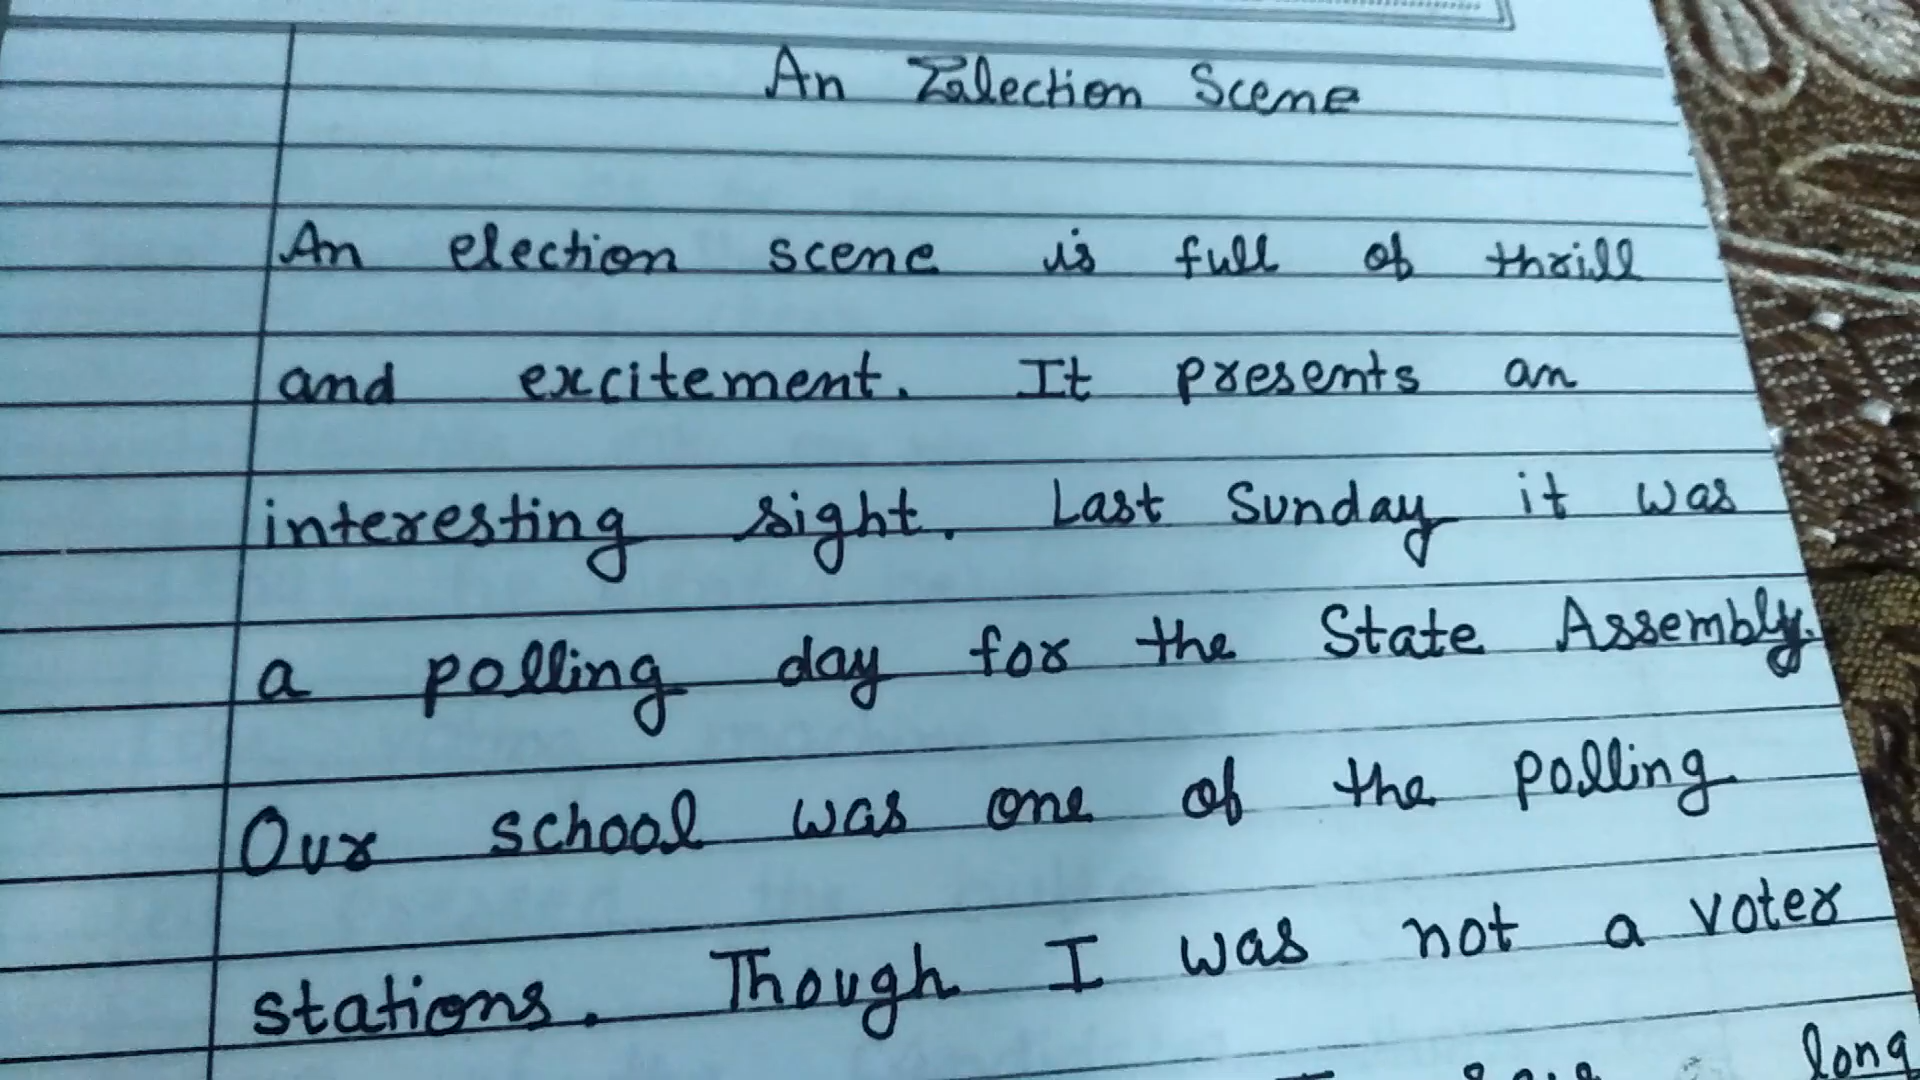 An Election Scene
An election scene is full of thrill
and excitement. It presents an
interesting sight. Last Sunday it was
a polling day for the State Assembly.
Our school was one of the polling
stations. Though I was not a voter
long